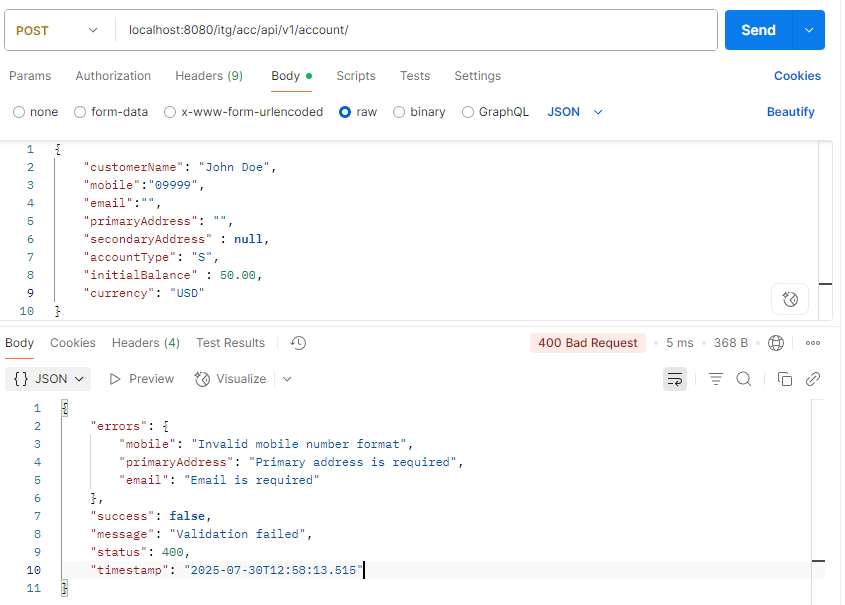 POST localhost:8080/itg/acc/api/v1/account/ Send
Params Authorization Headers (9) Body Scripts Tests Settings Cookies
none form-data x-www-form-urlencoded raw binary GraphQL JSON Beautify
1 {
2 "customerName": "John Doe",
3 "mobile":"09999",
4 "email":"",
5 "primaryAddress": "",
6 "secondaryAddress" : null,
7 "accountType": "S",
8 "initialBalance" : 50.00,
9 "currency": "USD"
10 }
Body Cookies Headers (4) Test Results 400 Bad Request • 5 ms • 368 B •
{} JSON Preview Visualize
1 {
2 "errors": {
3 "mobile": "Invalid mobile number format",
4 "primaryAddress": "Primary address is required",
5 "email": "Email is required"
6 },
7 "success": false,
8 "message": "Validation failed",
9 "status": 400,
10 "timestamp": "2025-07-30T12:58:13.515"
11 }